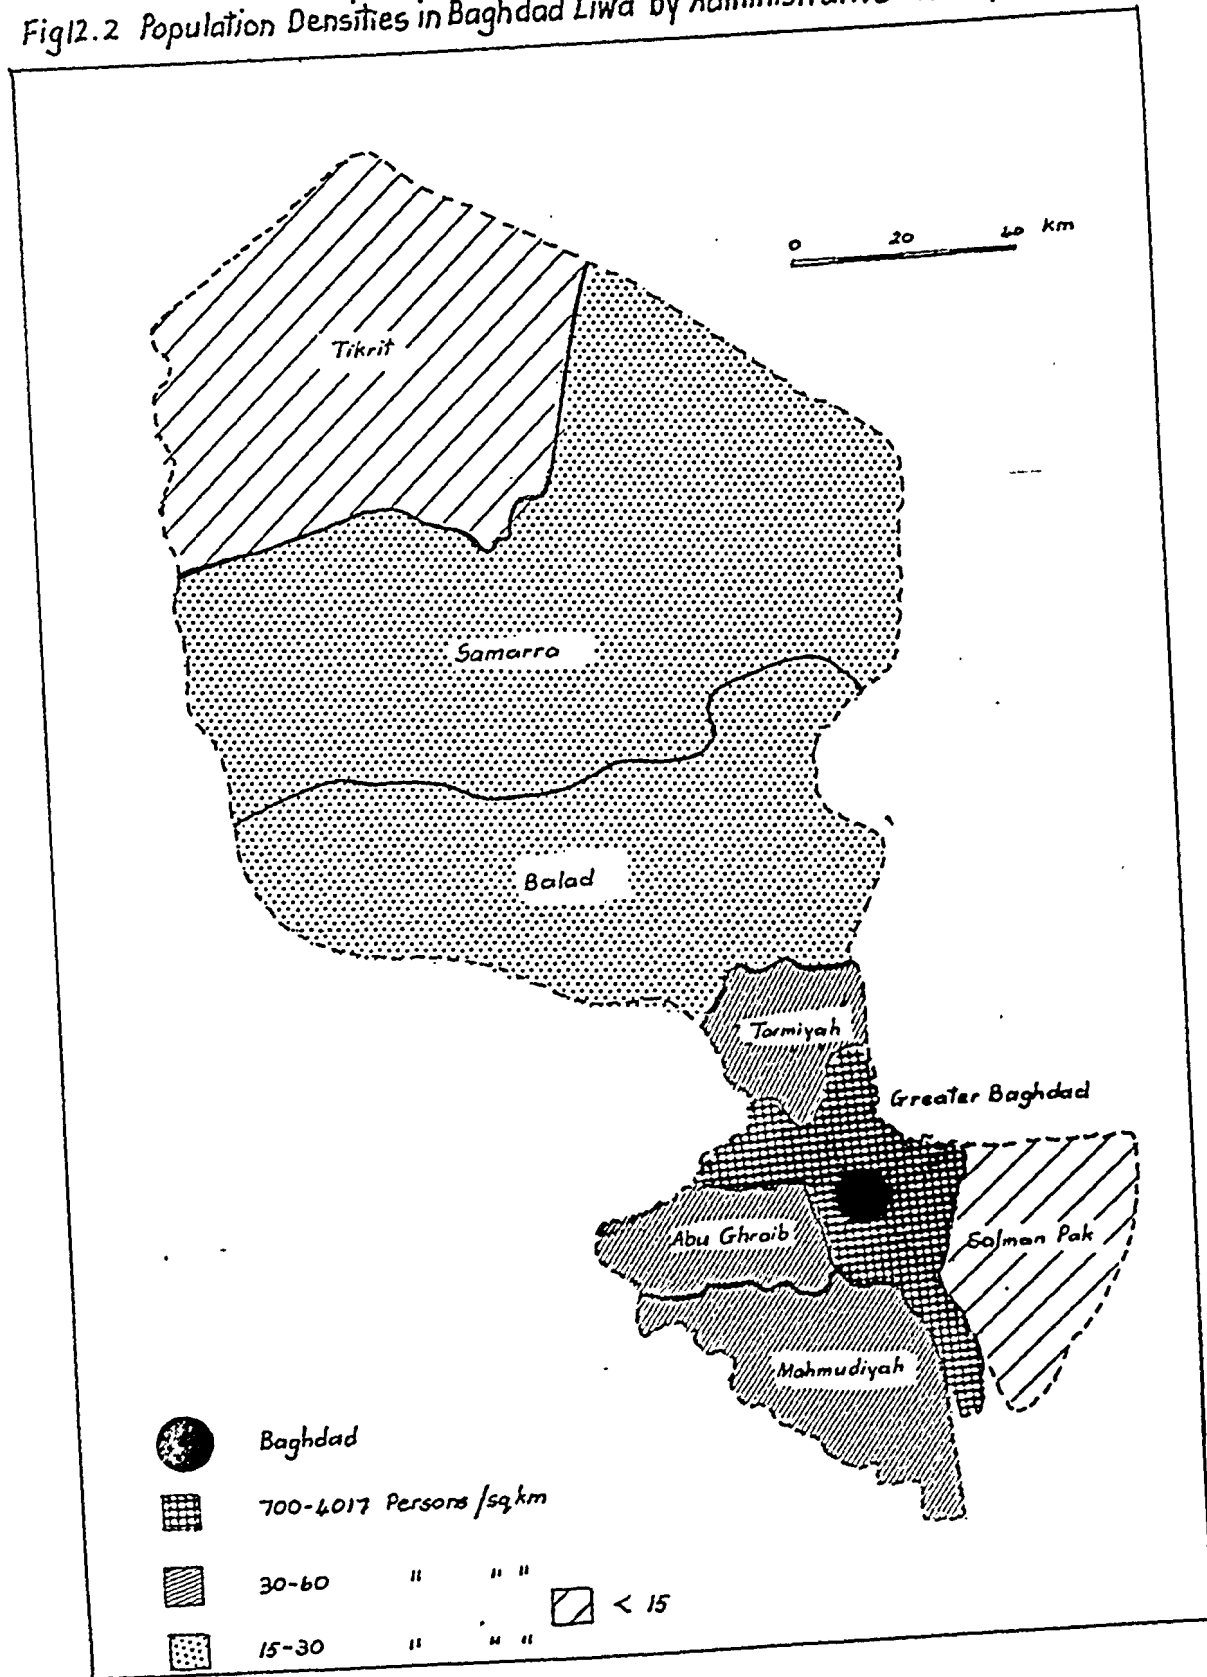 Fig12.2 Population Densities in Baghdad Liwa by Administrative
0 20 40 km
Tikrit
Samarra
Balad
Tarmiyah
Greater Baghdad
Abu Ghraib
Salman Pak
Mahmudiyah
Baghdad
700-4017 Persons/sq km
30-60 " " "
< 15
15-30 " " "